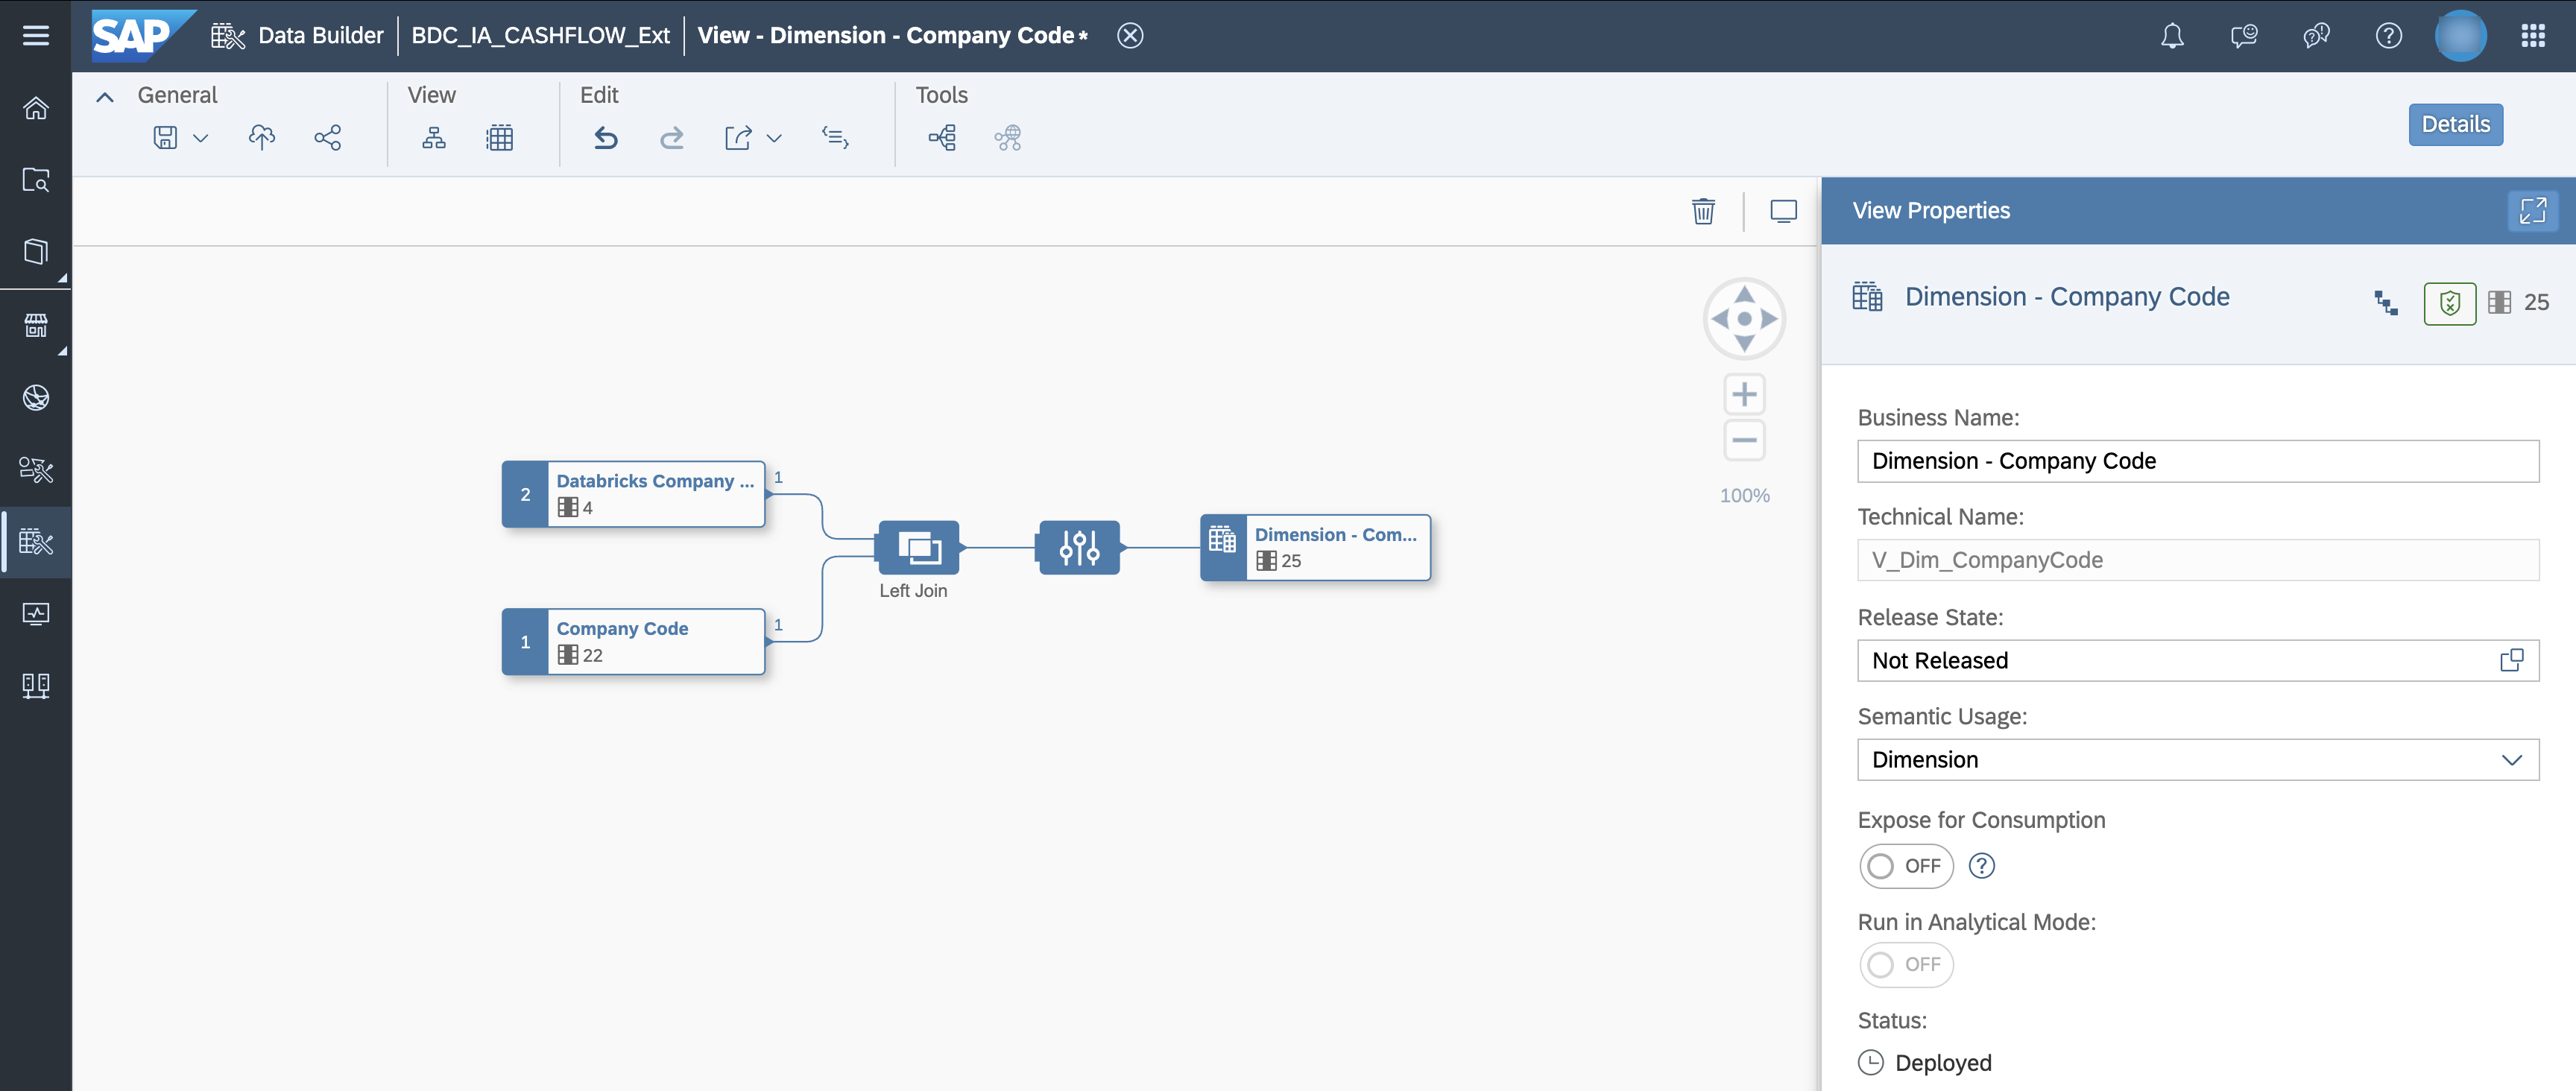 SAP
Data Builder
BDC_IA_CASHFLOW_Ext
View - Dimension - Company Code*
General
View
Edit
Tools
Details
View Properties
Dimension - Company Code
25
Business Name:
Dimension - Company Code
Technical Name:
V_Dim_CompanyCode
Release State:
Not Released
Semantic Usage:
Dimension
Expose for Consumption
OFF
Run in Analytical Mode:
OFF
Status:
Deployed
100%
2
Databricks Company ...
4
1
1
Company Code
22
1
Left Join
Dimension - Com...
25